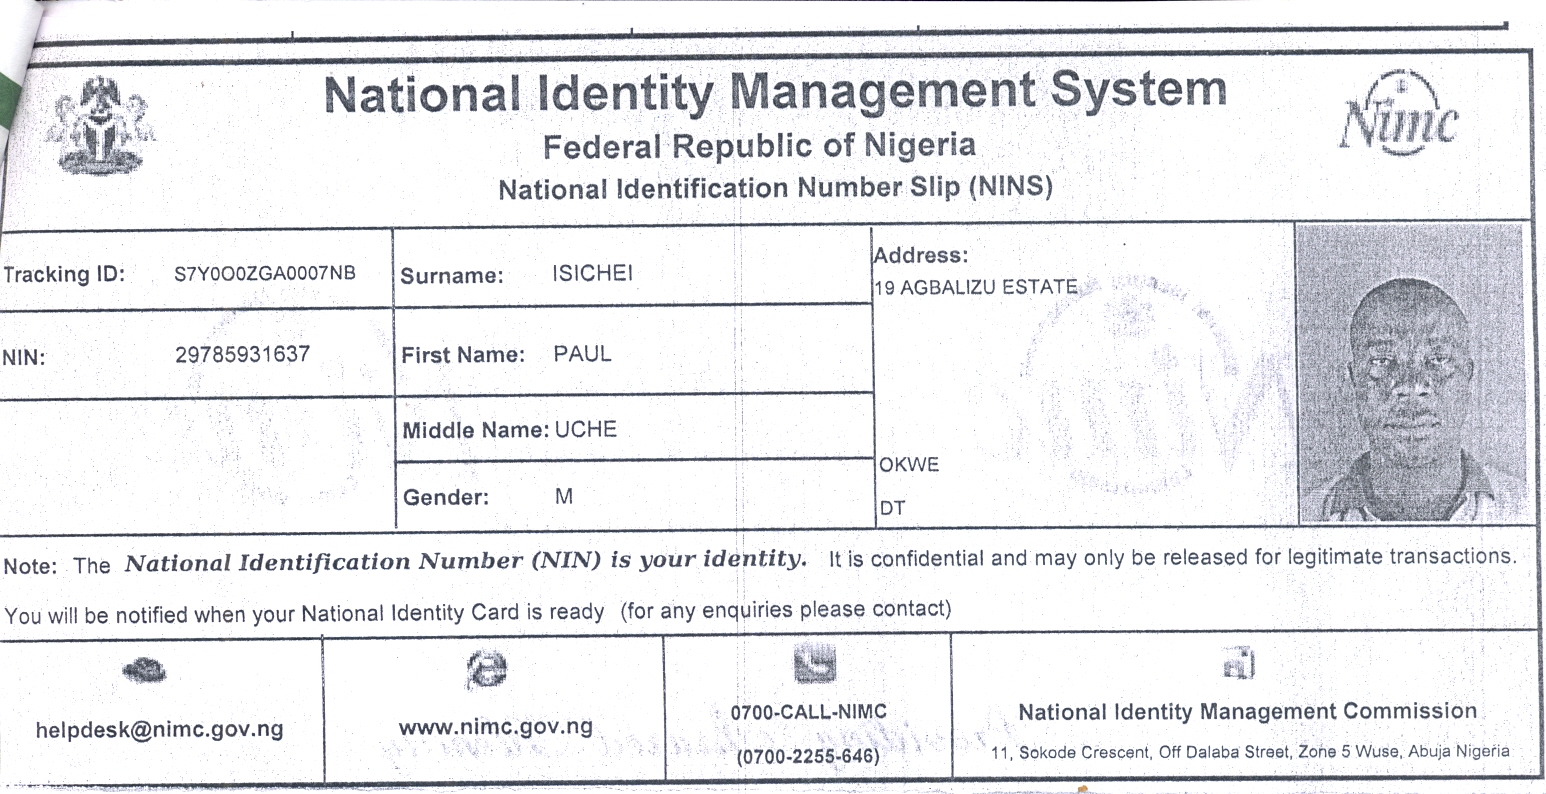 National Identity Management System
Federal Republic of Nigeria
National Identification Number Slip (NINS)
Nimc
Tracking ID: S7Y0O0ZGA0007NB
Surname: ISICHEI
Address:
19 AGBALIZU ESTATE
NIN: 29785931637
First Name: PAUL
Middle Name: UCHE
OKWE
Gender: M
DT
Note: The National Identification Number (NIN) is your identity. It is confidential and may only be released for legitimate transactions.
You will be notified when your National Identity Card is ready (for any enquiries please contact)
helpdesk@nimc.gov.ng
www.nimc.gov.ng
0700-CALL-NIMC
(0700-2255-646)
National Identity Management Commission
11, Sokode Crescent, Off Dalaba Street, Zone 5 Wuse, Abuja Nigeria